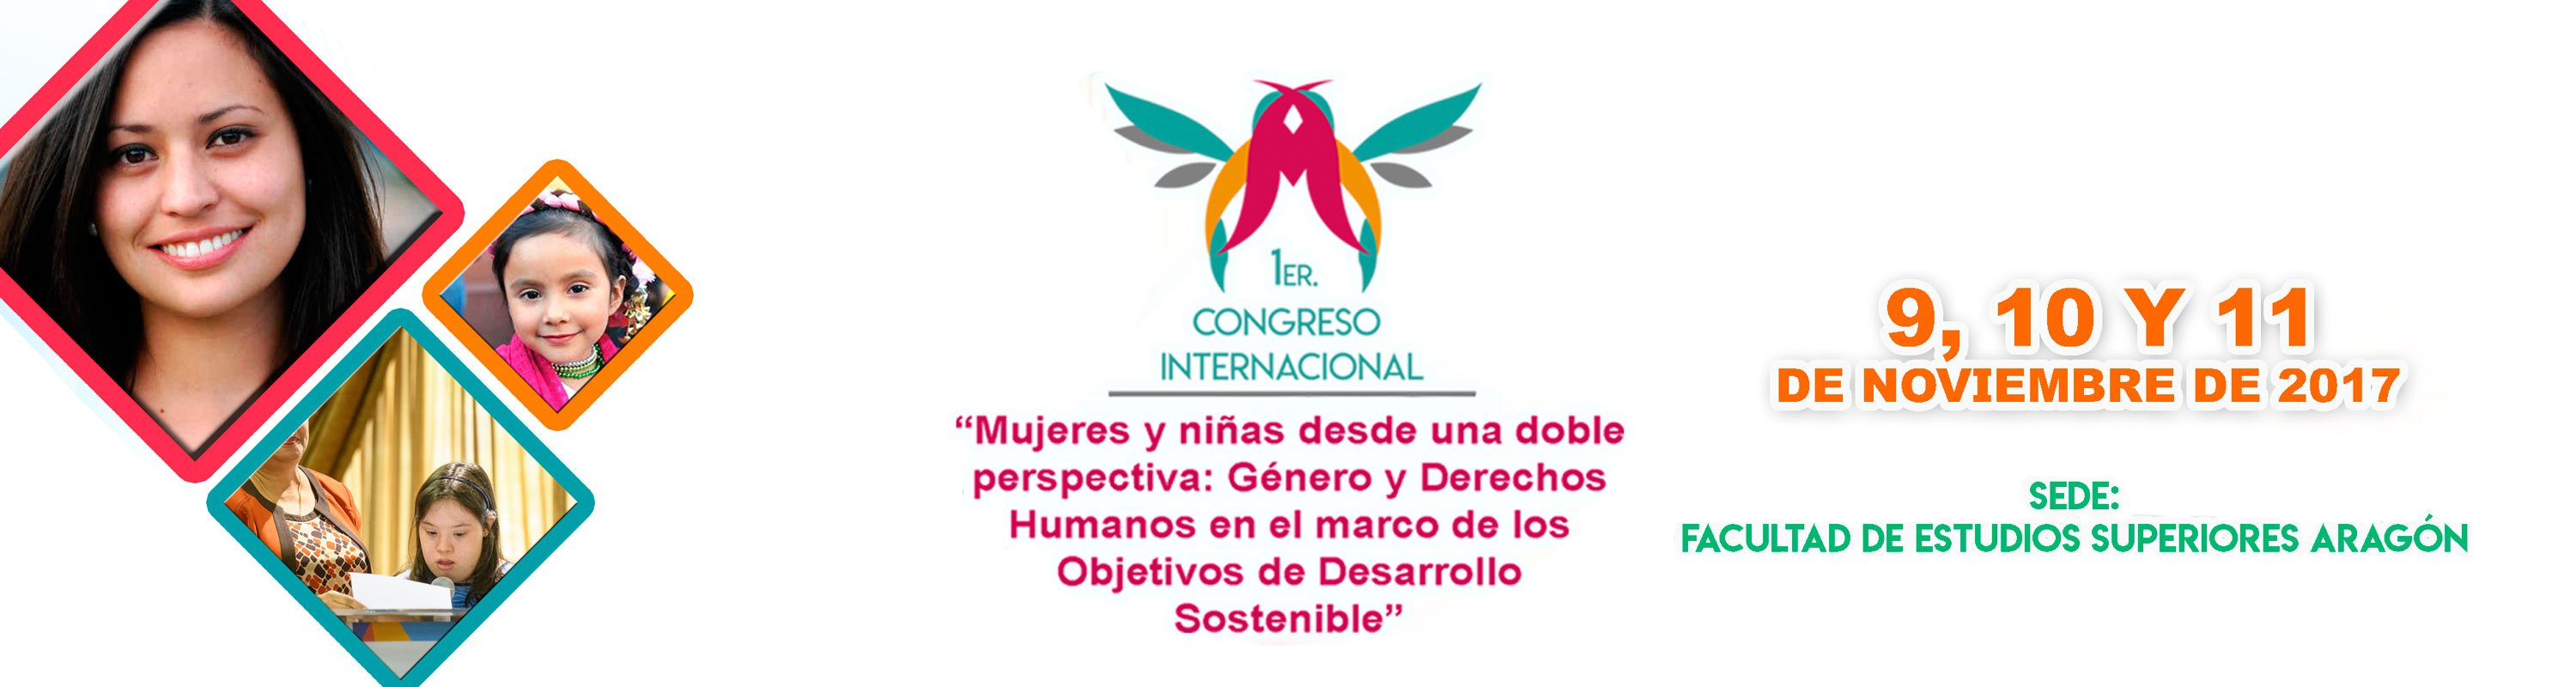 1ER.
CONGRESO
INTERNACIONAL
“Mujeres y niñas desde una doble
perspectiva: Género y Derechos
Humanos en el marco de los
Objetivos de Desarrollo
Sostenible”
9, 10 Y 11
DE NOVIEMBRE DE 2017
SEDE:
FACULTAD DE ESTUDIOS SUPERIORES ARAGÓN